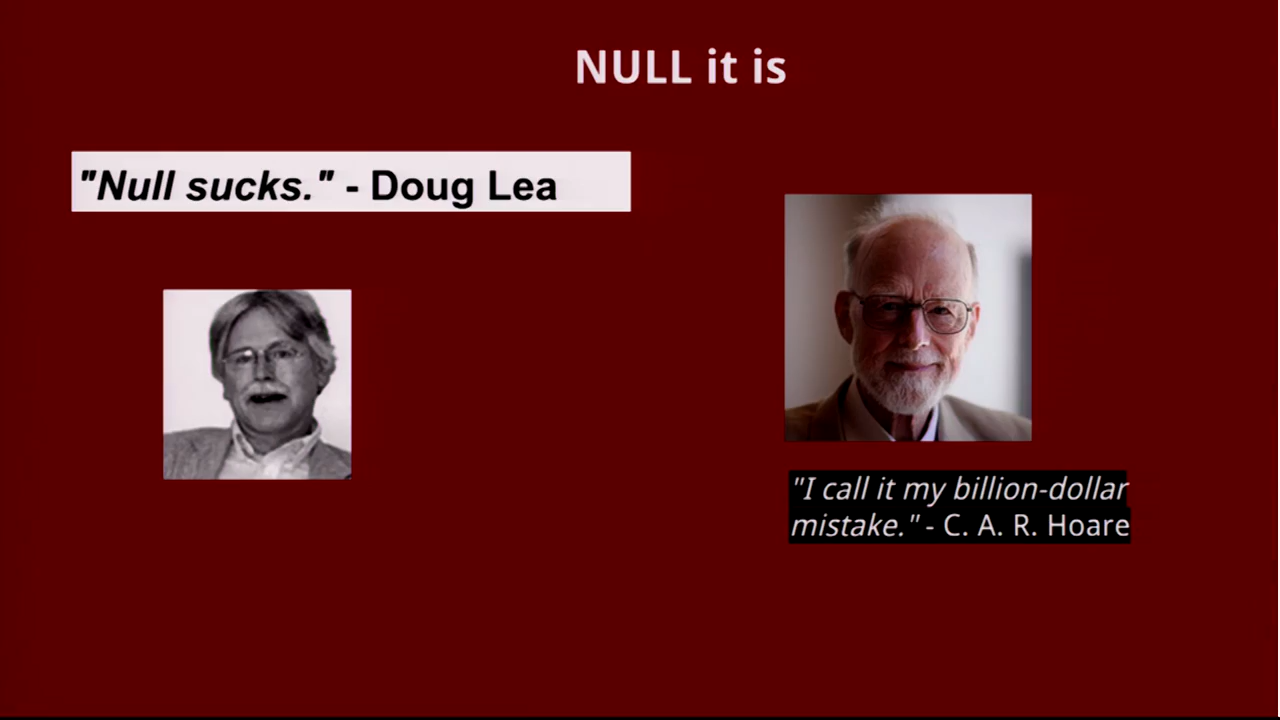 NULL it is
"Null sucks." - Doug Lea
"I call it my billion-dollar
mistake." - C. A. R. Hoare